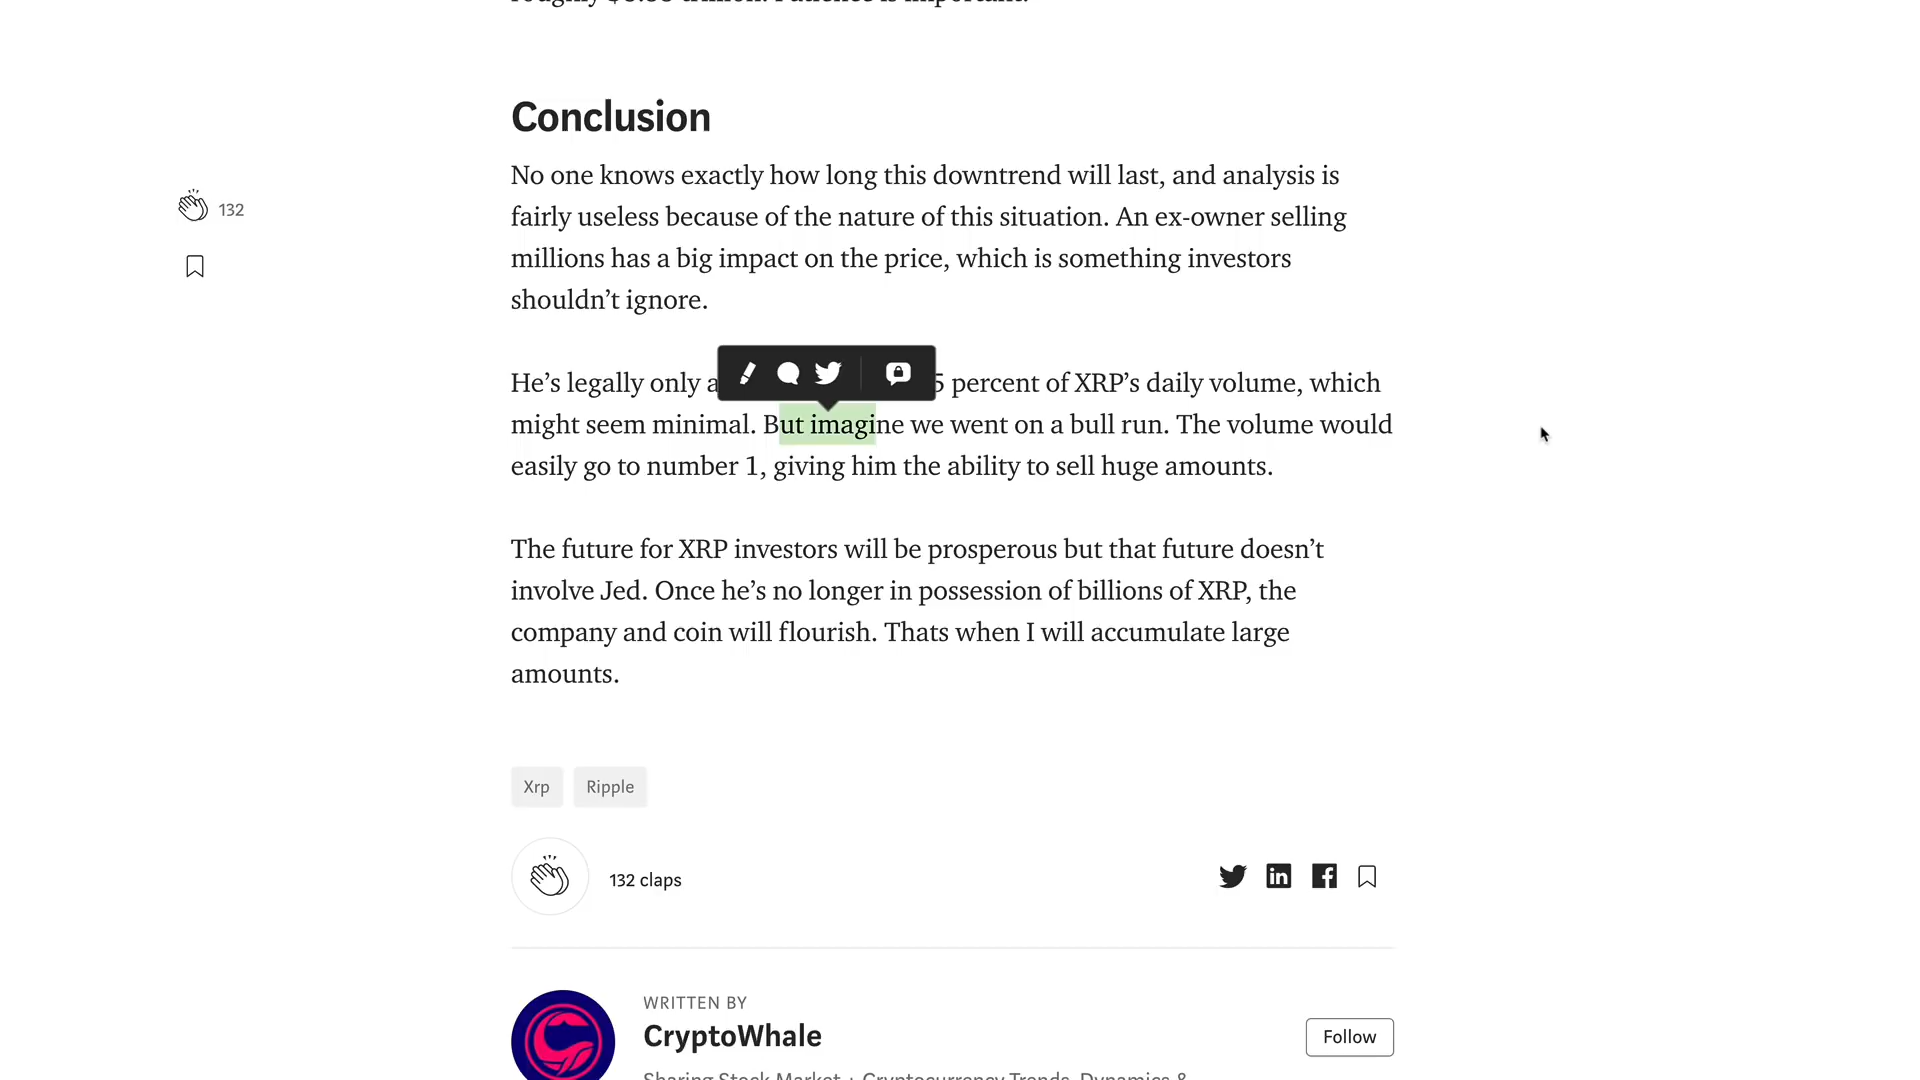 Conclusion
No one knows exactly how long this downtrend will last, and analysis is
fairly useless because of the nature of this situation. An ex-owner selling
millions has a big impact on the price, which is something investors
shouldn’t ignore.
132
He’s legally only 5 percent of XRP’s daily volume, which
might seem minimal. But imagine we went on a bull run. The volume would
easily go to number 1, giving him the ability to sell huge amounts.
The future for XRP investors will be prosperous but that future doesn’t
involve Jed. Once he’s no longer in possession of billions of XRP, the
company and coin will flourish. Thats when I will accumulate large
amounts.
Xrp
Ripple
132 claps
WRITTEN BY
CryptoWhale
Follow
Sharing Stock Market + Cryptocurrency Trends, Dynamics &